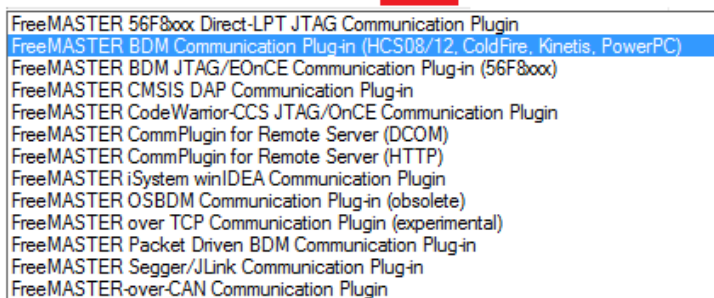 FreeMASTER 56F8xxx Direct-LPT JTAG Communication Plugin
FreeMASTER BDM Communication Plug-in (HCS08/12, ColdFire, Kinetis, PowerPC)
FreeMASTER BDM JTAG/EOnCE Communication Plug-in (56F8xxx)
FreeMASTER CMSIS DAP Communication Plug-in
FreeMASTER CodeWarrior-CCS JTAG/OnCE Communication Plugin
FreeMASTER CommPlugin for Remote Server (DCOM)
FreeMASTER CommPlugin for Remote Server (HTTP)
FreeMASTER iSystem winIDEA Communication Plugin
FreeMASTER OSBDM Communication Plug-in (obsolete)
FreeMASTER over TCP Communication Plugin (experimental)
FreeMASTER Packet Driven BDM Communication Plug-in
FreeMASTER Segger/JLink Communication Plug-in
FreeMASTER-over-CAN Communication Plugin